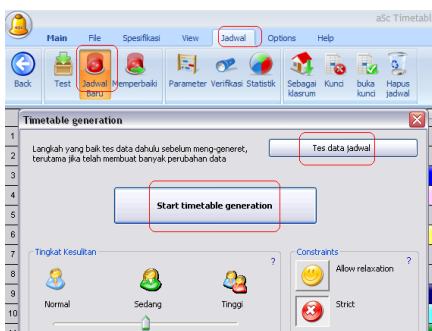 aSc Timetabl
Main File Spesifikasi View Jadwal Options Help
Back Test Jadwal Baru Memperbaiki Parameter Verifikasi Statistik Sebagai klasrum Kunci buka kunci Hapus jadwal
Timetable generation
1
Langkah yang baik tes data dahulu sebelum meng-generet,
terutama jika telah membuat banyak perubahan data
Tes data jadwal
2
3
4
Start timetable generation
5
6
7
Tingkat Kesulitan
?
Constraints
?
8
Allow relaxation
9
Normal Sedang Tinggi
Strict
10